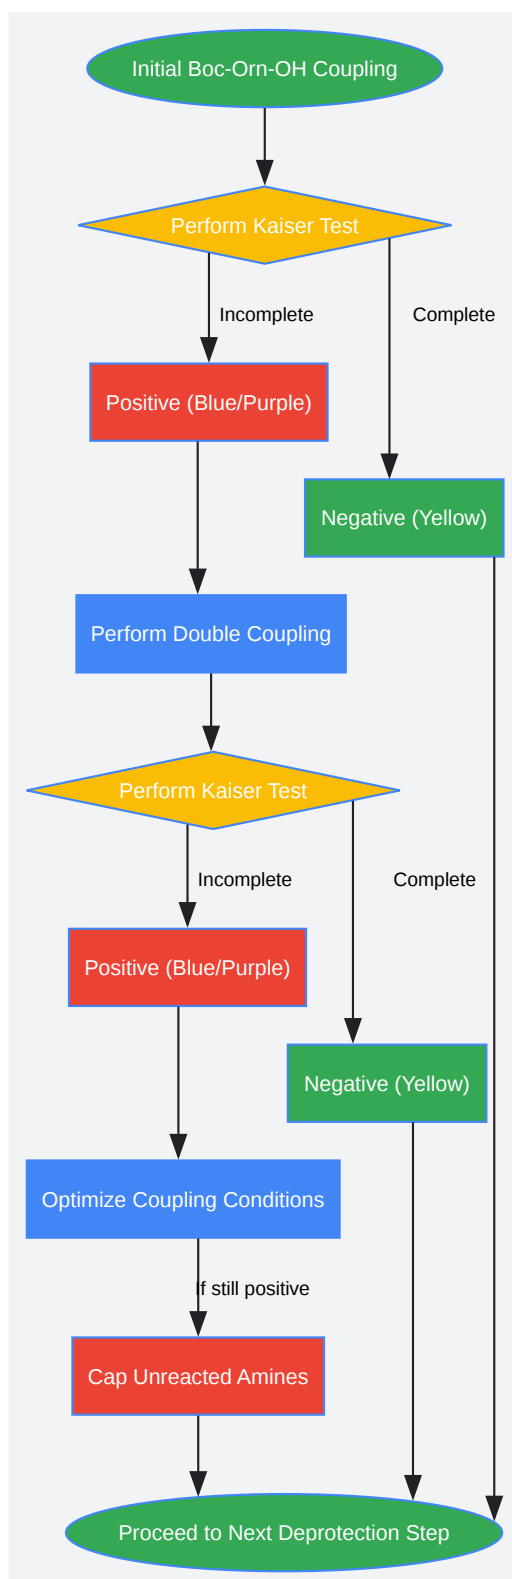 Initial Boc-Orn-OH Coupling
Perform Kaiser Test
Incomplete
Complete
Positive (Blue/Purple)
Negative (Yellow)
Perform Double Coupling
Perform Kaiser Test
Incomplete
Complete
Positive (Blue/Purple)
Negative (Yellow)
Optimize Coupling Conditions
If still positive
Cap Unreacted Amines
Proceed to Next Deprotection Step